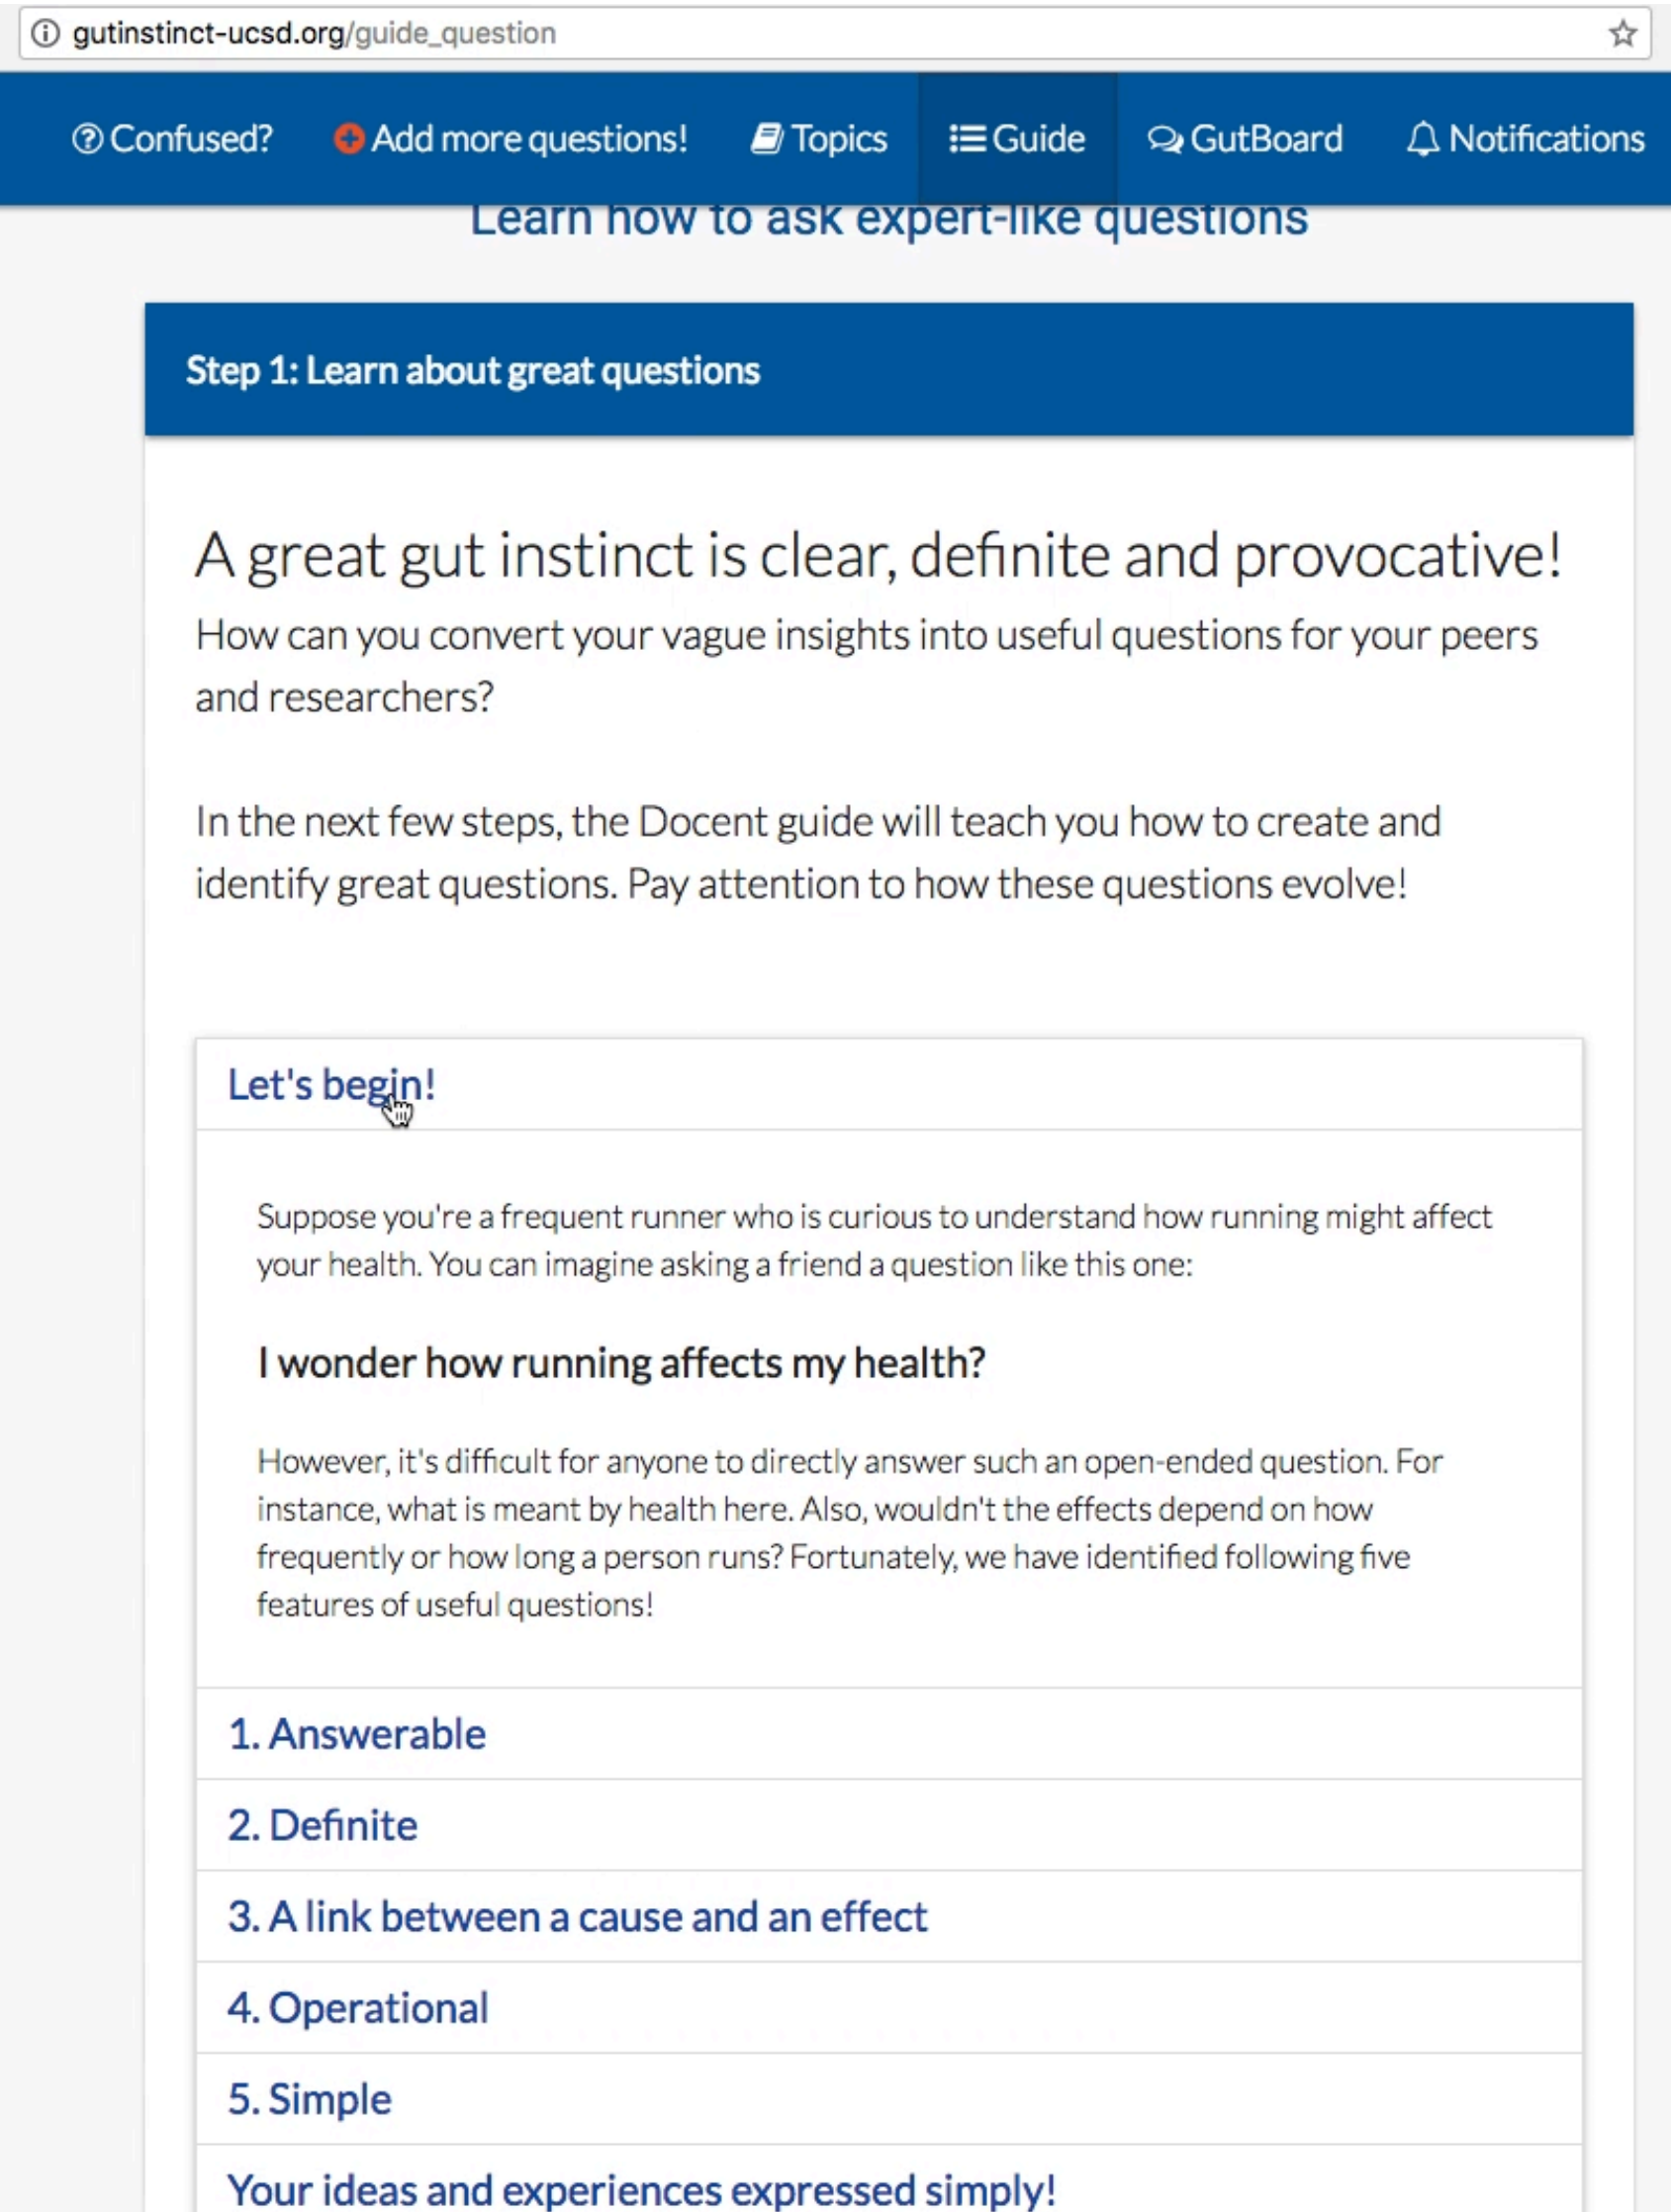 gutinstinct-ucsd.org/guide_question
Confused? Add more questions! Topics Guide GutBoard Notifications
Learn how to ask expert-like questions
Step 1: Learn about great questions
A great gut instinct is clear, definite and provocative!
How can you convert your vague insights into useful questions for your peers
and researchers?
In the next few steps, the Docent guide will teach you how to create and
identify great questions. Pay attention to how these questions evolve!
Let's begin!
Suppose you're a frequent runner who is curious to understand how running might affect
your health. You can imagine asking a friend a question like this one:
I wonder how running affects my health?
However, it's difficult for anyone to directly answer such an open-ended question. For
instance, what is meant by health here. Also, wouldn't the effects depend on how
frequently or how long a person runs? Fortunately, we have identified following five
features of useful questions!
1. Answerable
2. Definite
3. A link between a cause and an effect
4. Operational
5. Simple
Your ideas and experiences expressed simply!